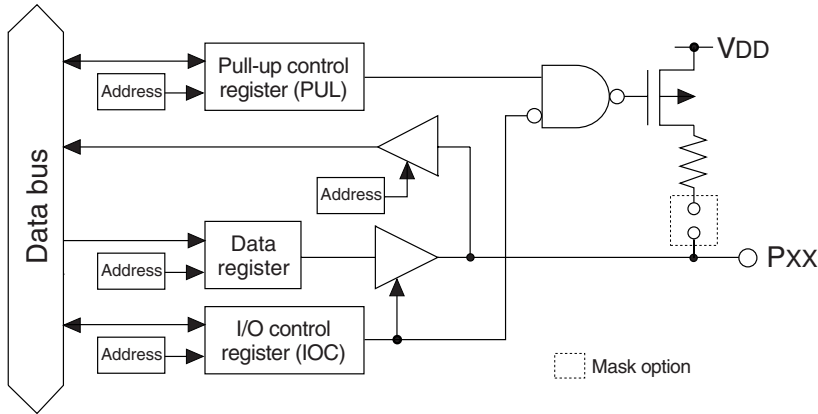 VDD
Pull-up control
register (PUL)
Address
Address
Data bus
Data
register
Address
PXX
I/O control
register (IOC)
Address
Mask option